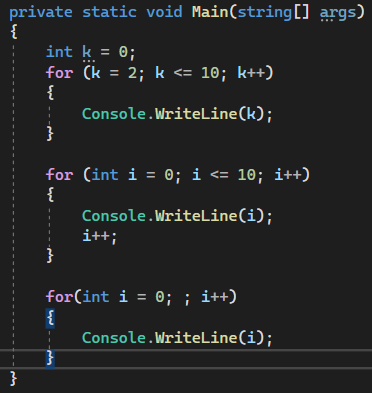 private static void Main(string[] args)
{
    int k = 0;
    for (k = 2; k <= 10; k++)
    {
        Console.WriteLine(k);
    }
    for (int i = 0; i <= 10; i++)
    {
        Console.WriteLine(i);
        i++;
    }
    for(int i = 0; ; i++)
    {
        Console.WriteLine(i);
    }
}